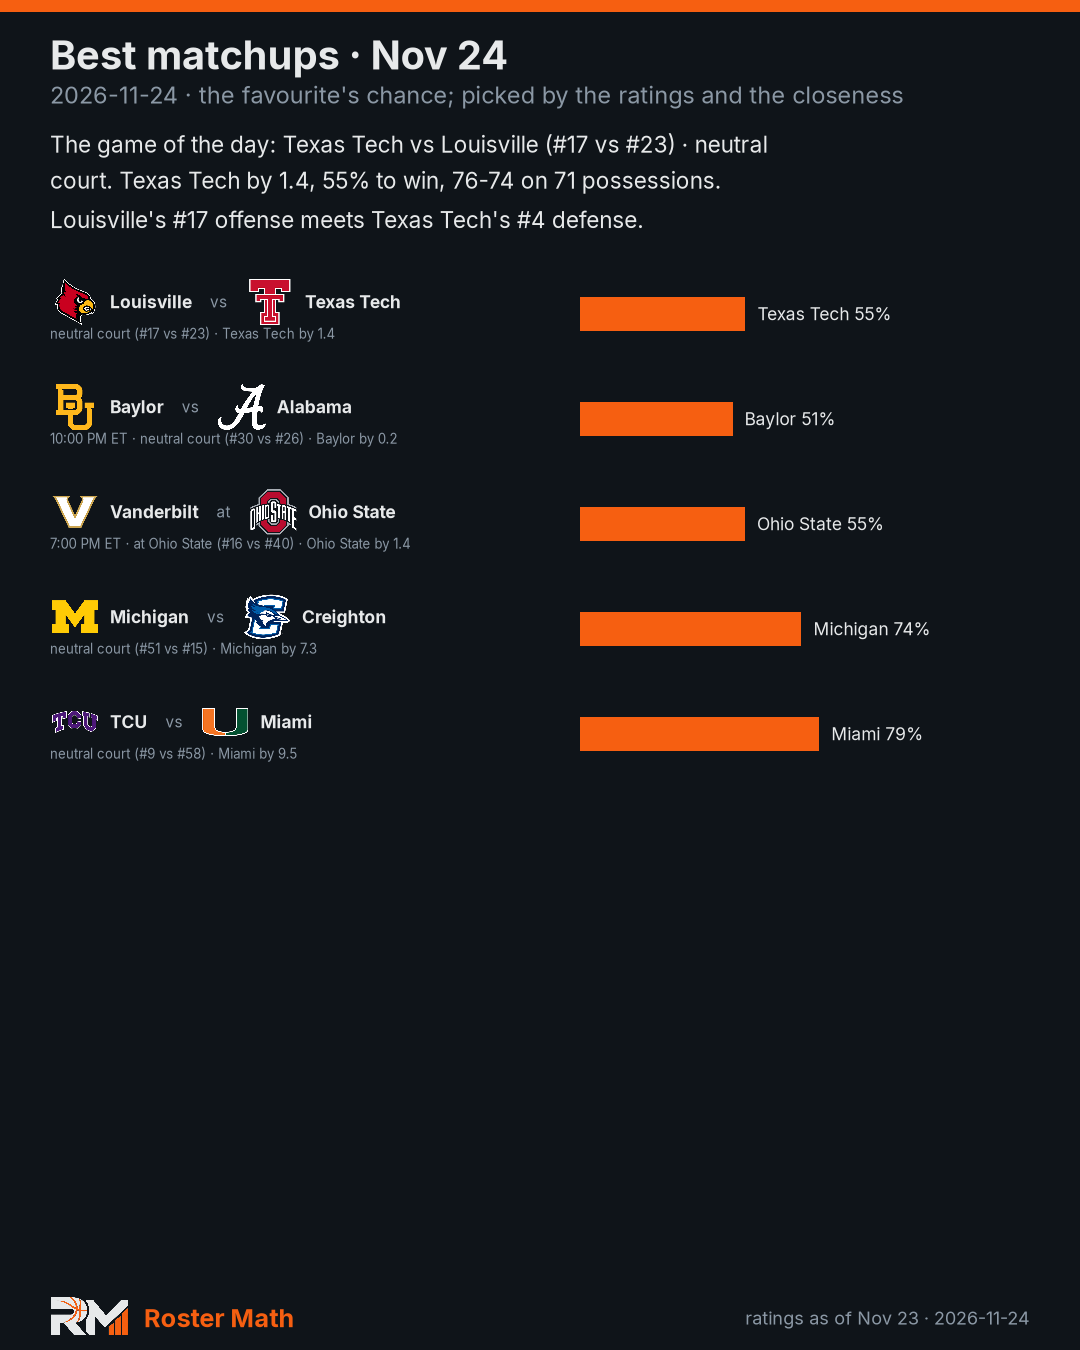 Best matchups · Nov 24
2026-11-24 · the favourite's chance; picked by the ratings and the closeness
The game of the day: Texas Tech vs Louisville (#17 vs #23) · neutral
court. Texas Tech by 1.4, 55% to win, 76-74 on 71 possessions.
Louisville's #17 offense meets Texas Tech's #4 defense.
Louisville vs Texas Tech
neutral court (#17 vs #23) · Texas Tech by 1.4
Texas Tech 55%
Baylor vs Alabama
10:00 PM ET · neutral court (#30 vs #26) · Baylor by 0.2
Baylor 51%
Vanderbilt at OHIO STATE Ohio State
7:00 PM ET · at Ohio State (#16 vs #40) · Ohio State by 1.4
Ohio State 55%
Michigan vs Creighton
neutral court (#51 vs #15) · Michigan by 7.3
Michigan 74%
TCU TCU vs Miami
neutral court (#9 vs #58) · Miami by 9.5
Miami 79%
RM Roster Math
ratings as of Nov 23 · 2026-11-24